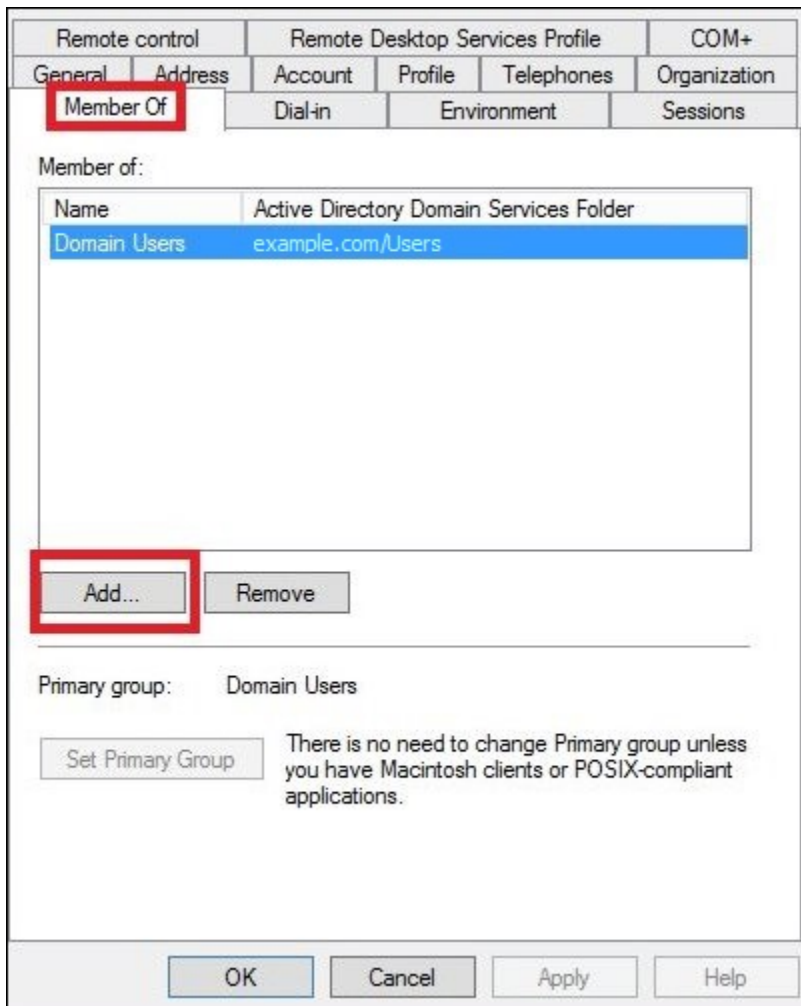 Remote control Remote Desktop Services Profile COM+
General Address Account Profile Telephones Organization
Member Of Dial-in Environment Sessions
Member of:
Name Active Directory Domain Services Folder
Domain Users example.com/Users
Add... Remove
Primary group: Domain Users
Set Primary Group
There is no need to change Primary group unless
you have Macintosh clients or POSIX-compliant
applications.
OK Cancel Apply Help